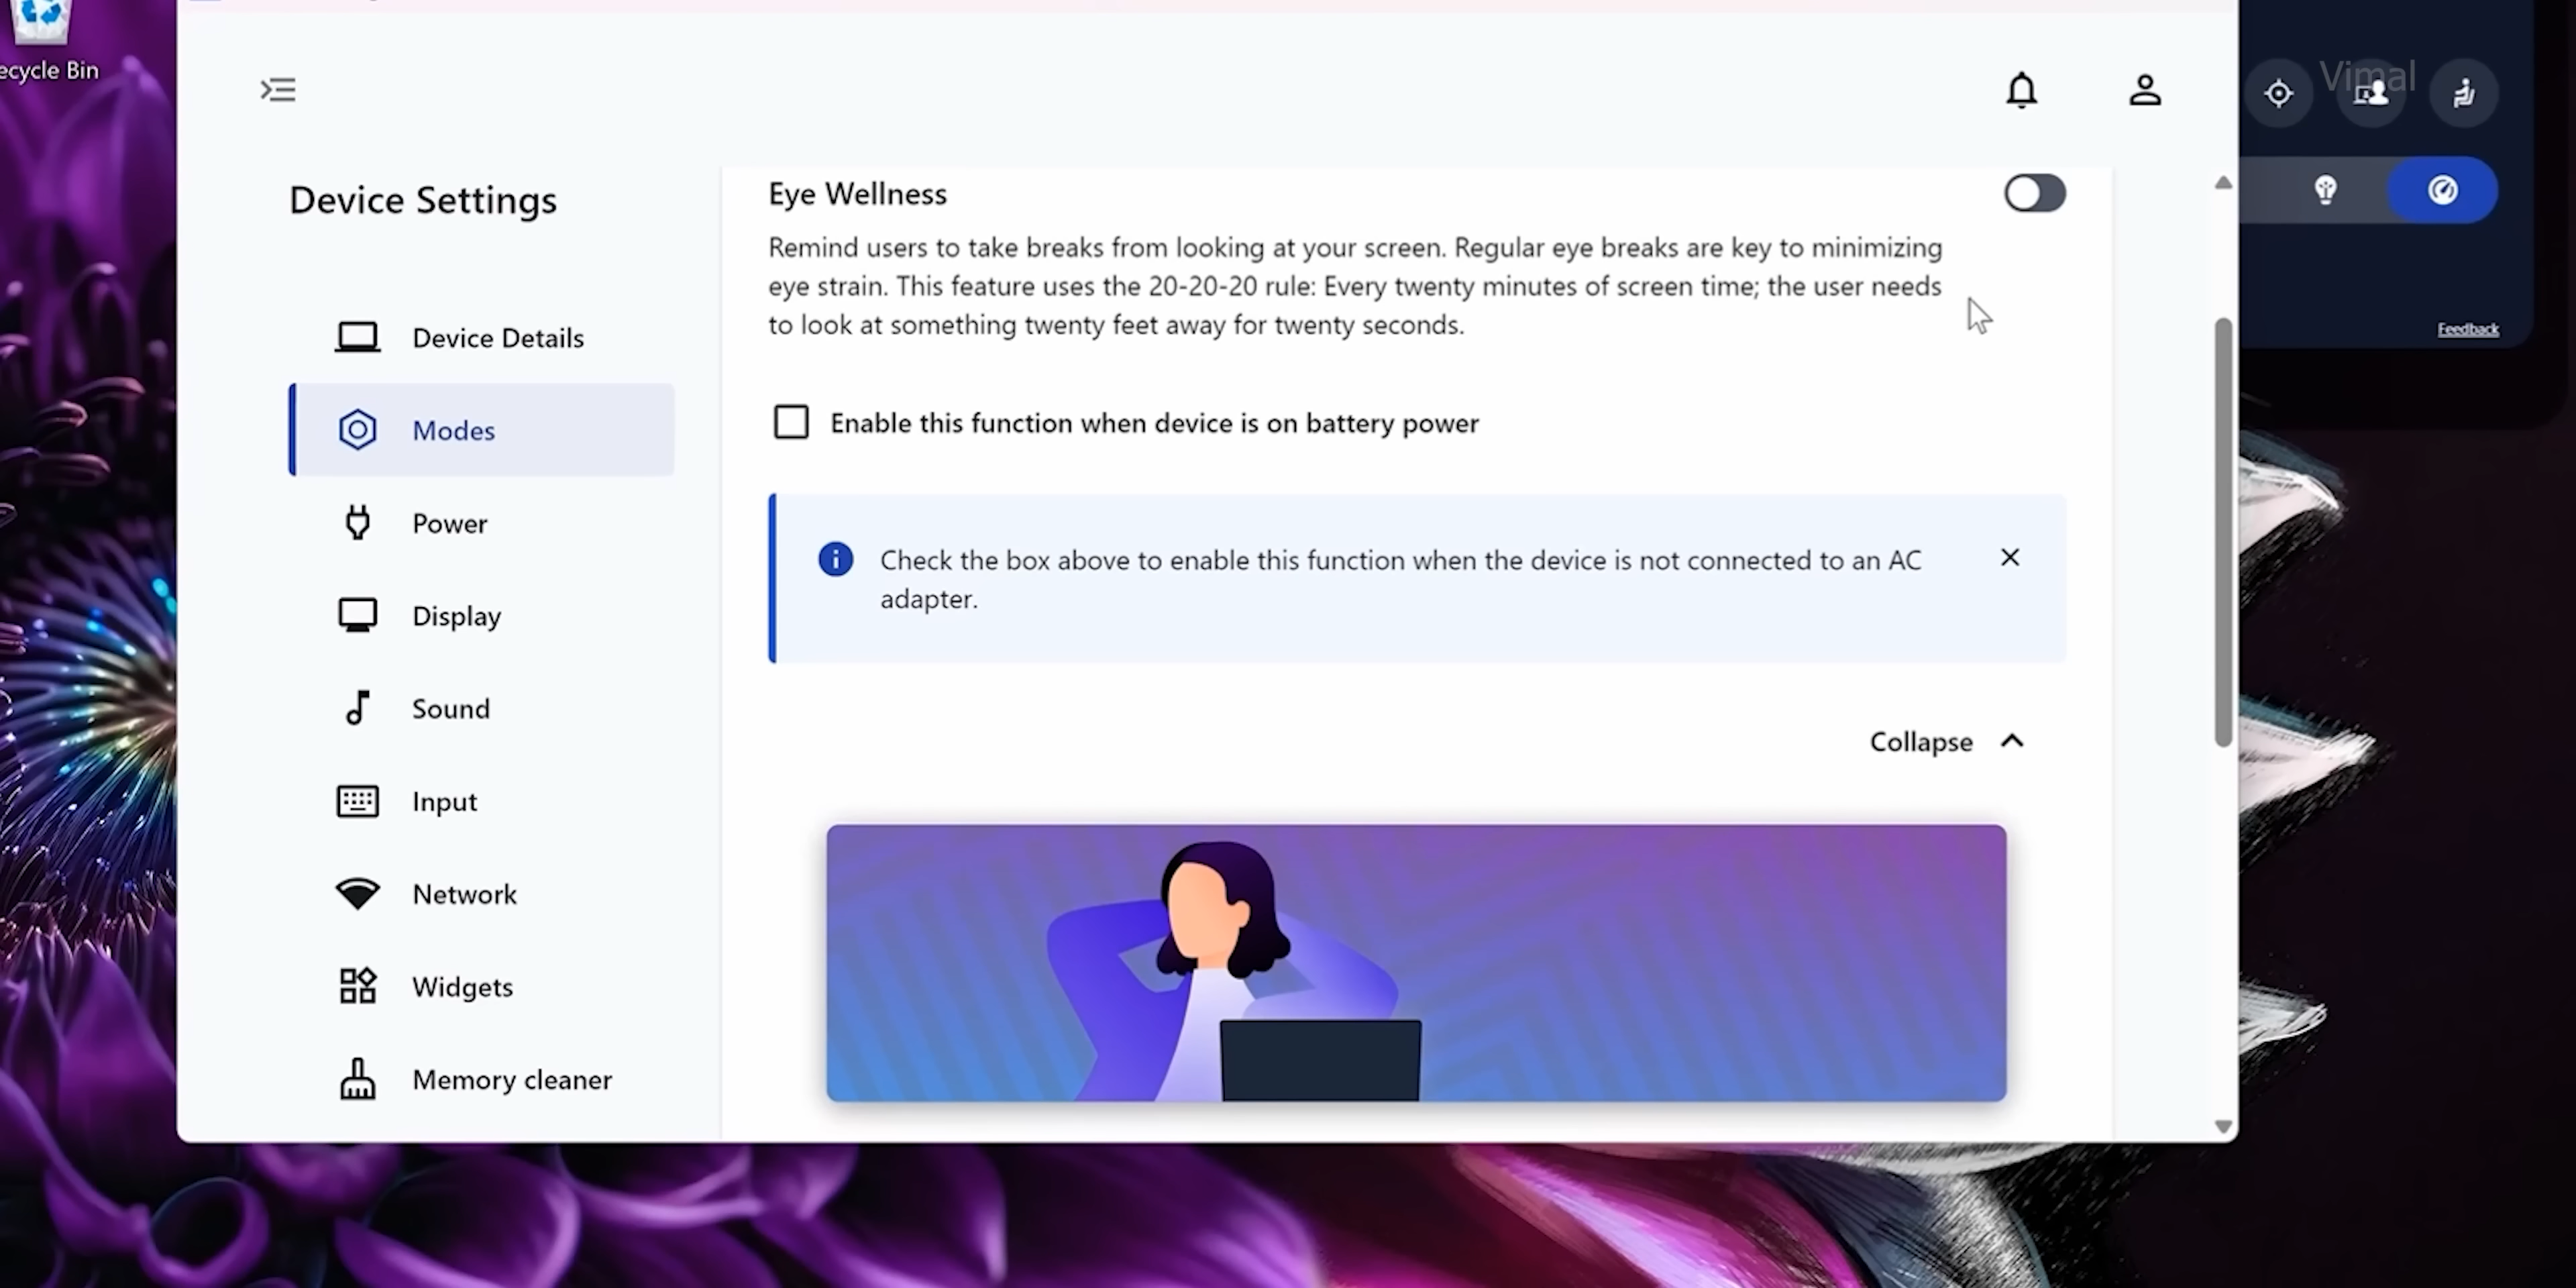 ecycle Bin
Vimal
Feedback
Device Settings
Device Details
Modes
Power
Display
Sound
Input
Network
Widgets
Memory cleaner
Eye Wellness
Remind users to take breaks from looking at your screen. Regular eye breaks are key to minimizing
eye strain. This feature uses the 20-20-20 rule: Every twenty minutes of screen time; the user needs
to look at something twenty feet away for twenty seconds.
Enable this function when device is on battery power
Check the box above to enable this function when the device is not connected to an AC
adapter.
Collapse